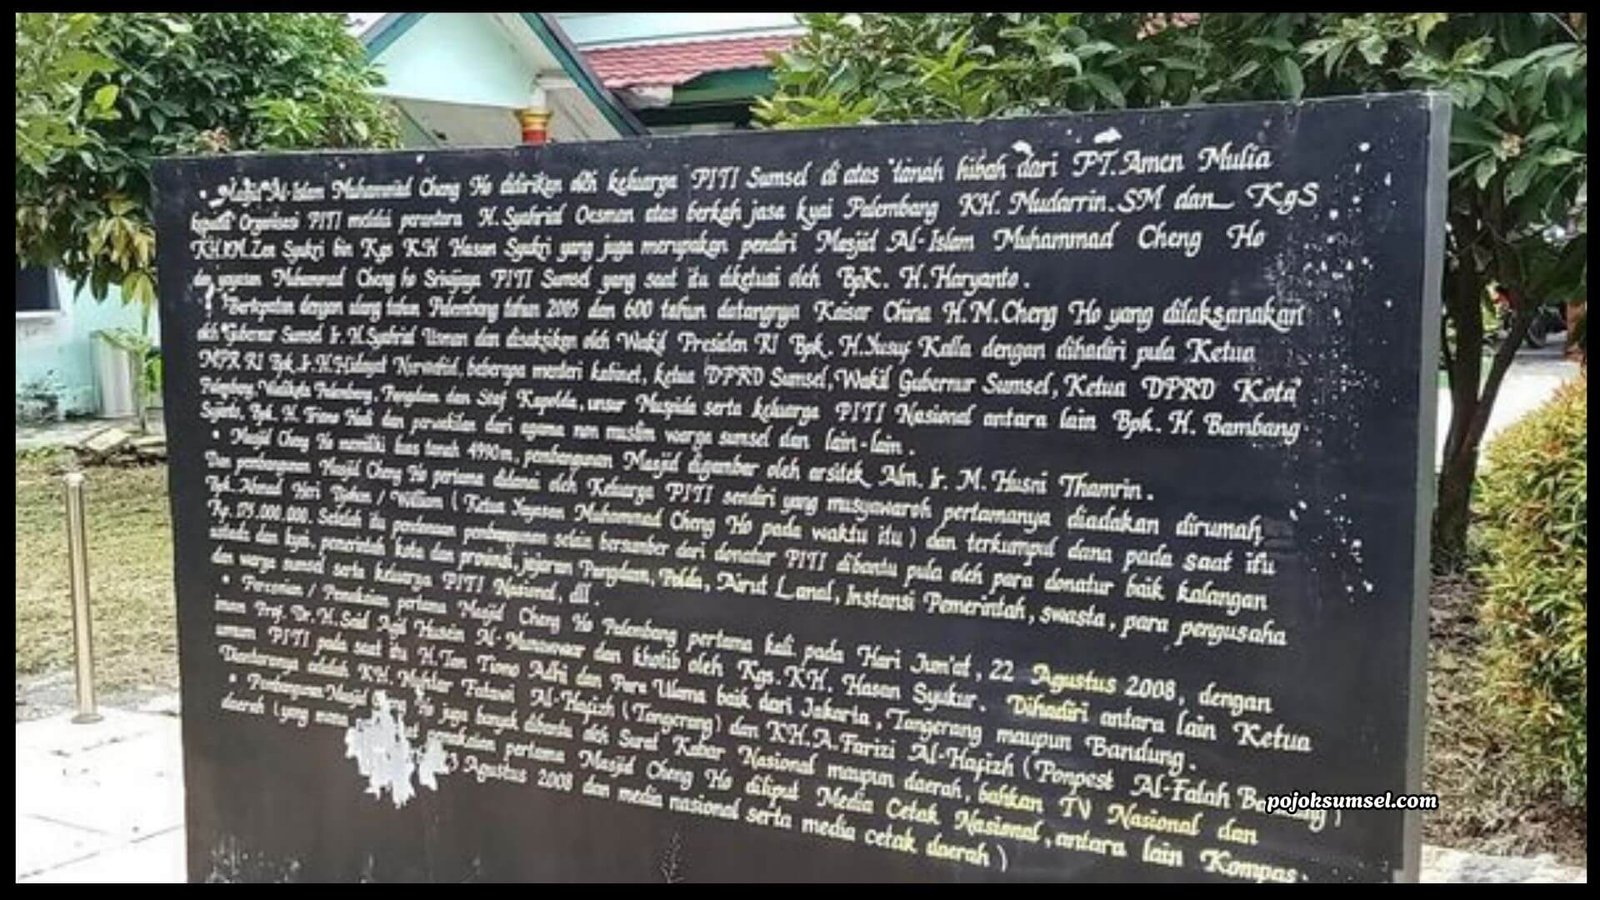 • Masjid Al-Islam Muhammad Cheng Ho didirikan oleh keluarga PITI Sumsel di atas tanah hibah dari PT. Amen Mulia
kepada Organisasi PITI melalui perantara H. Syahrial Oesman atas berkah jasa kyai Palembang KH. Mudarrin. SM dan KgS
KH.M.Zen Syukri bin Kgs K.H Hasan Syukri yang juga merupakan pendiri Masjid Al-Islam Muhammad Cheng Ho
dan yayasan Muhammad Cheng ho Sriwijaya PITI Sumsel yang saat itu diketuai oleh Bpk. H. Haryanto.
Bertepatan dengan ulang tahun Palembang tahun 2005 dan 600 tahun datangnya Kaisar China H.M.Cheng Ho yang dilaksanakan
oleh Gubernur Sumsel Ir. H.Syahrial Usman dan disaksikan oleh Wakil Presiden RI Bpk. H.Yusuf Kalla dengan dihadiri pula Ketua
MPR RI Bpk Ir. H.Hidayat Nurwahid, beberapa menteri kabinet, ketua DPRD Sumsel, Wakil Gubernur Sumsel, Ketua DPRD Kota
Palembang, Walikota Palembang, Pangdam dan Staf Kapolda, unsur Muspida serta keluarga PITI Nasional antara lain Bpk. H. Bambang
Sujanto, Bpk. H. Trisno Hadi dan perwakilan dari agama non muslim warga sumsel dan lain-lain.
• Masjid Cheng Ho memiliki luas tanah 4990m, pembangunan Masjid digambar oleh arsitek Alm. Ir. M. Husni Thamrin.
Dan pembangunan Masjid Cheng Ho pertama didanai oleh Keluarga PITI sendiri yang musyawaroh pertamanya diadakan dirumah
Bpk. Ahmad Heri Djohan / William ( Ketua Yayasan Muhammad Cheng Ho pada waktu itu ) dan terkumpul dana pada saat itu
Rp. 175.000.000. Setelah itu pendanaan pembangunan selain bersumber dari donatur PITI dibantu pula oleh para donatur baik kalangan
ustadz dan kyai, pemerintah kota dan provinsi, jajaran Pangdam, Polda, Airut Lanal, Instansi Pemerintah, swasta, para pengusaha
dan warga sumsel serta keluarga PITI Nasional, dll.
• Peresmian / Pemakaian pertama Masjid Cheng Ho Palembang pertama kali pada Hari Jum'at, 22 Agustus 2008, dengan
imam Prof. Dr. H. Said Agil Husein Al-Munawwar dan khotib oleh Kgs. KH. Hasan Syukur. Dihadiri antara lain Ketua
umum PITI pada saat itu H.Tan Tiono Adhi dan Para Ulama baik dari Jakarta, Tangerang maupun Bandung.
Diantaranya adalah KH. Muhtar Fatawi Al-Hafizh (Tangerang) dan KH.A.Farizi Al-Hafizh (Ponpest Al-Falah )
• Pembangunan Masjid Cheng Ho juga banyak dibantu oleh Surat Kabar Nasional maupun daerah, bahkan TV Nasional dan
daerah (yang mana pemakaian pertama Masjid Cheng Ho diliput Media Cetak Nasional, antara lain Kompas.
Agustus 2008 dan media nasional serta media cetak daerah )
pojoksumsel.com